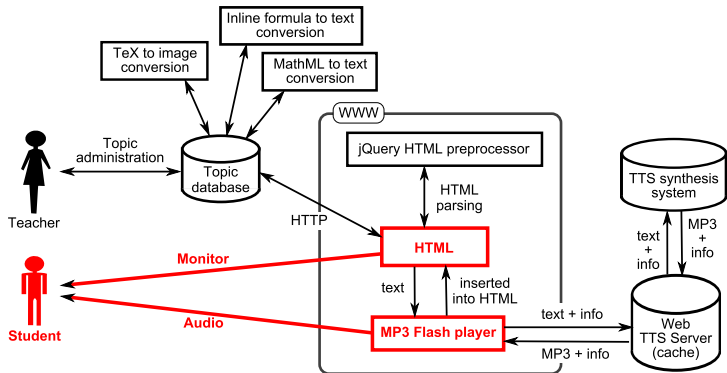 Inline formula to text
conversion
TeX to image
conversion
MathML to text
conversion
WWW
jQuery HTML preprocessor
Topic
administration
Topic
database
Teacher
HTML
parsing
HTTP
TTS synthesis
system
HTML
text
+
info
MP3
+
info
Monitor
text
inserted
into HTML
Student
Audio
MP3 Flash player
text + info
MP3 + info
Web
TTS Server
(cache)